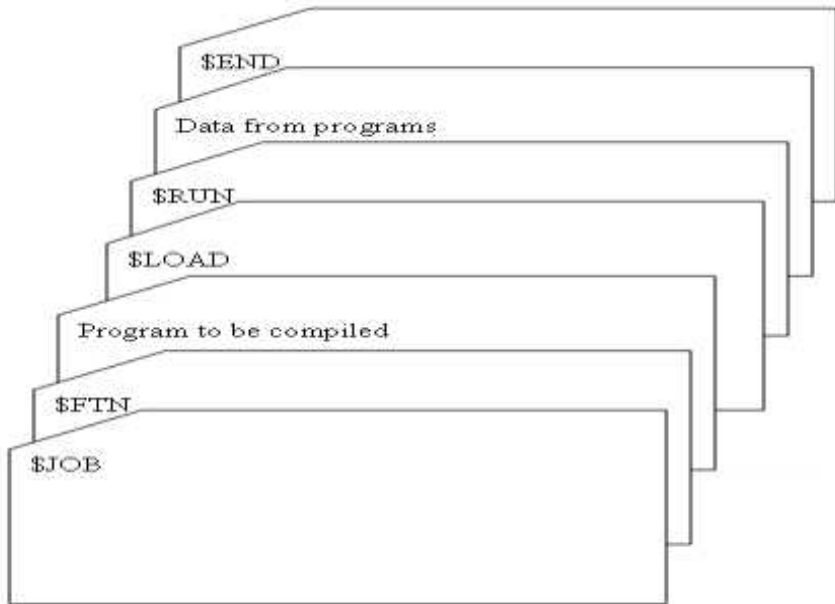 $END
Data from programs
$RUN
$LOAD
Program to be compiled
$FTN
$JOB